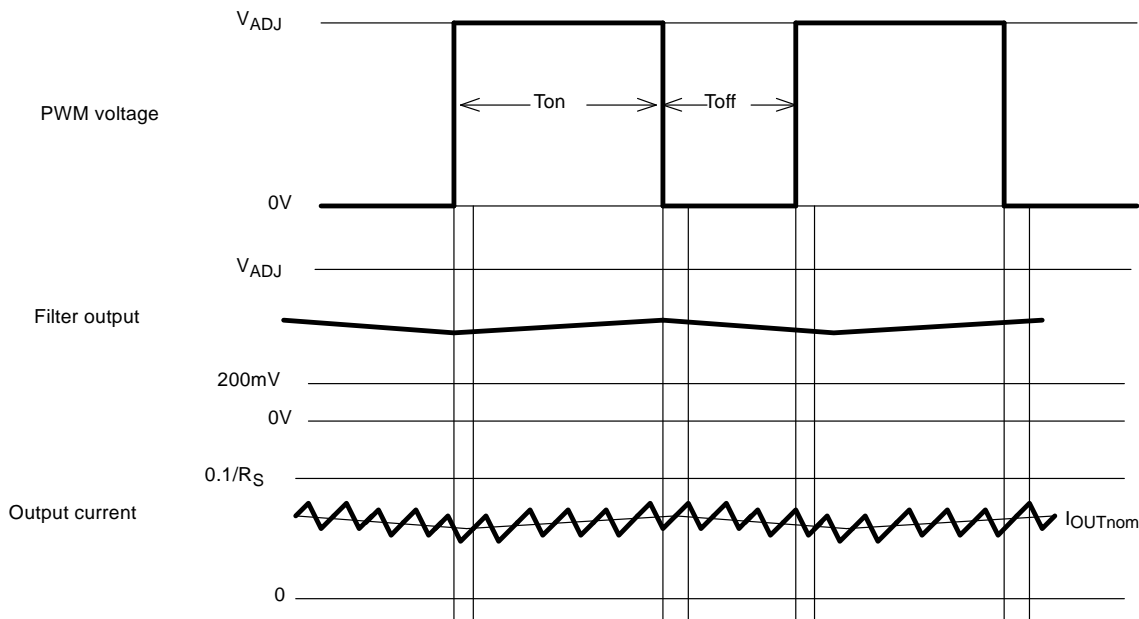 VADJ
PWM voltage
Ton
Toff
0V
VADJ
Filter output
200mV
0V
0.1/RS
Output current
IOUTnom
0